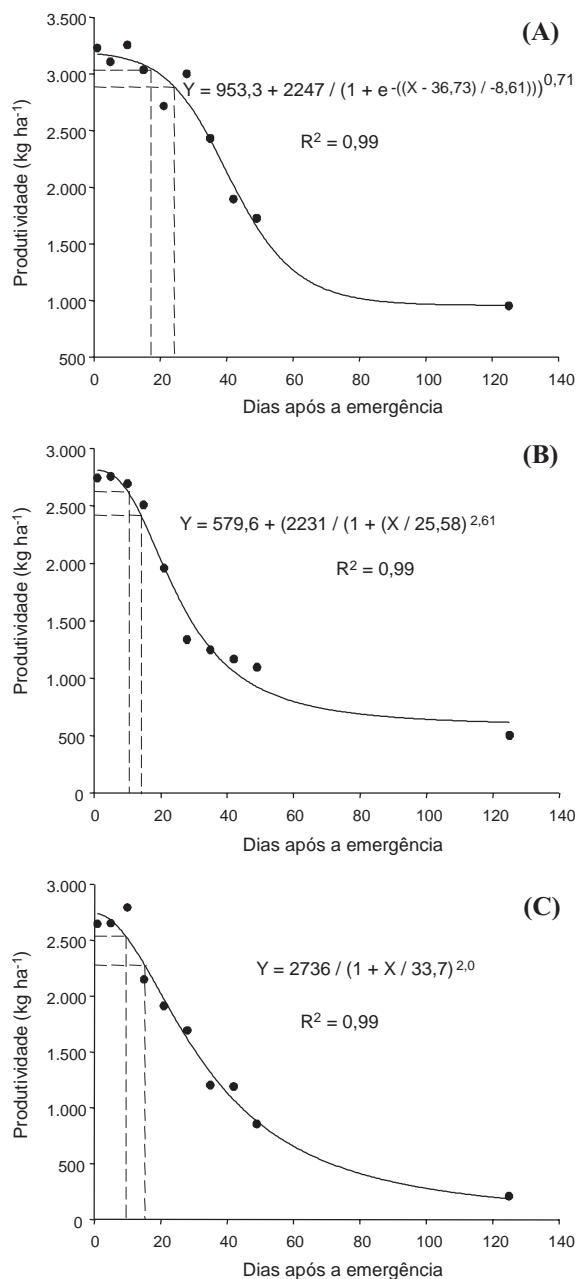 (A)
3.500
3.000
2.500
2.000
1.500
1.000
500
Produtividade (kg ha-1)
Y = 953,3 + 2247 / (1 + e -((X - 36,73) / -8,61)))0,71
R2 = 0,99
0 20 40 60 80 100 120 140
Dias após a emergência
(B)
3.000
2.500
2.000
1.500
1.000
500
0
Produtividade (kg ha-1)
Y = 579,6 + (2231 / (1 + (X / 25,58) 2,61
R2 = 0,99
0 20 40 60 80 100 120 140
Dias após a emergência
(C)
3.000
2.500
2.000
1.500
1.000
500
0
Produtividade (kg ha-1)
Y = 2736 / (1 + X / 33,7)2,0
R2 = 0,99
0 20 40 60 80 100 120 140
Dias após a emergência